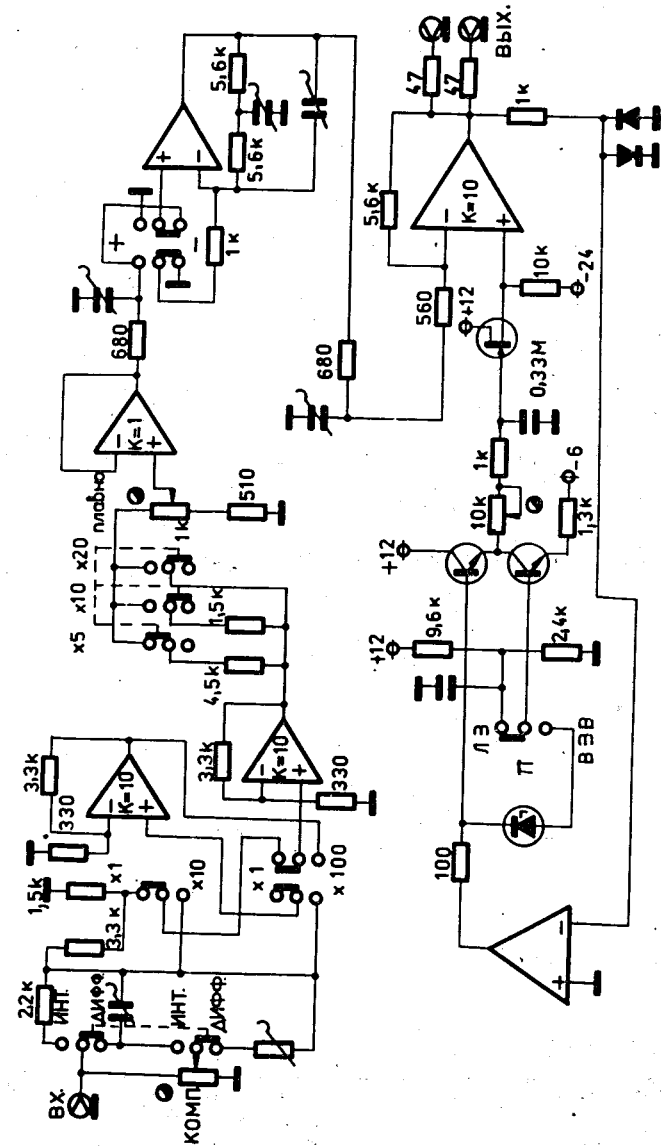 ВХ.
КОМП.
2,2к
ИНТ.
ДИФФ.
ИНТ.
ДИФФ.
1,5k
3,3к
х1
х10
330
3,3к
К=10
х1
х100
3,3к
К=10
330
х5
х10
х20
4,5к
1,5к
плавно
1к
510
К=1
680
+
−
1к
5,6к
5,6к
680
560
5,6к
К=10
47
47
ВЫХ.
1к
10к
-24
+12
0,33М
1к
10к
-6
1,3к
+12
9,6к
+12
2,4к
ЛЭ
П
ВЭВ
100